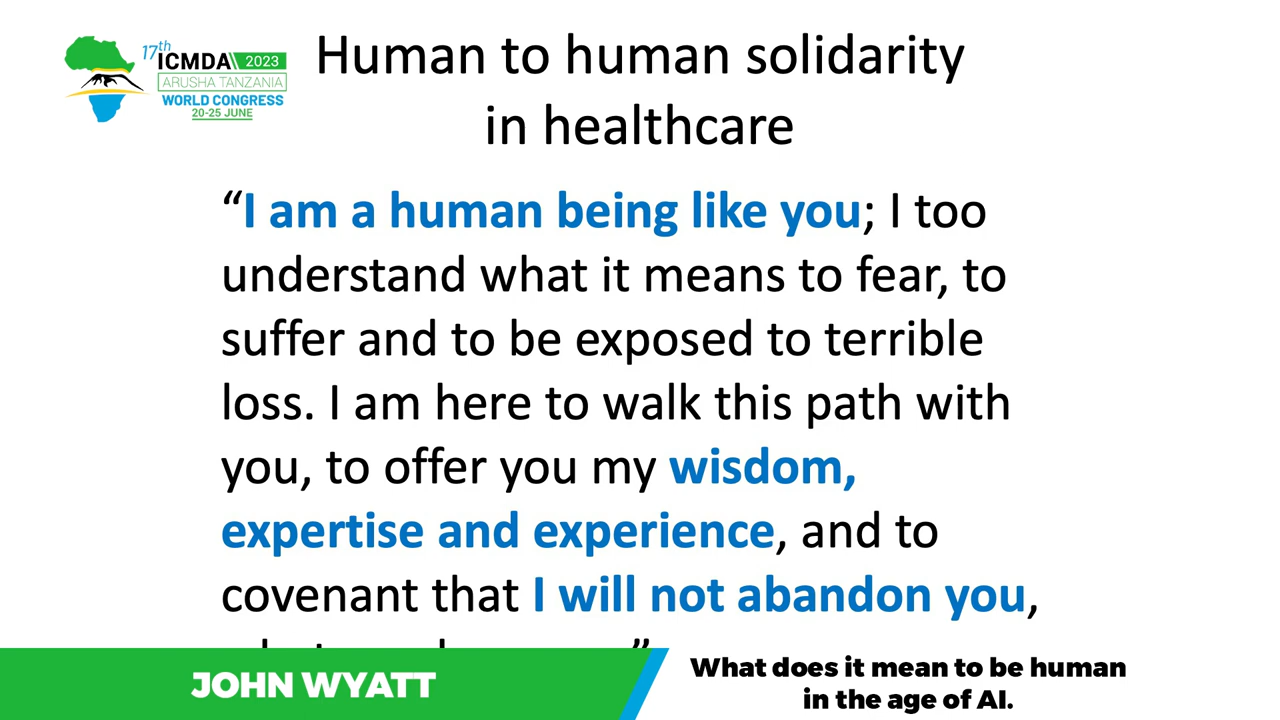 17th
ICMDA 2023
ARUSHA TANZANIA
WORLD CONGRESS
20-25 JUNE
Human to human solidarity
in healthcare
“I am a human being like you; I too
understand what it means to fear, to
suffer and to be exposed to terrible
loss. I am here to walk this path with
you, to offer you my wisdom,
expertise and experience, and to
covenant that I will not abandon you,
JOHN WYATT
What does it mean to be human
in the age of AI.